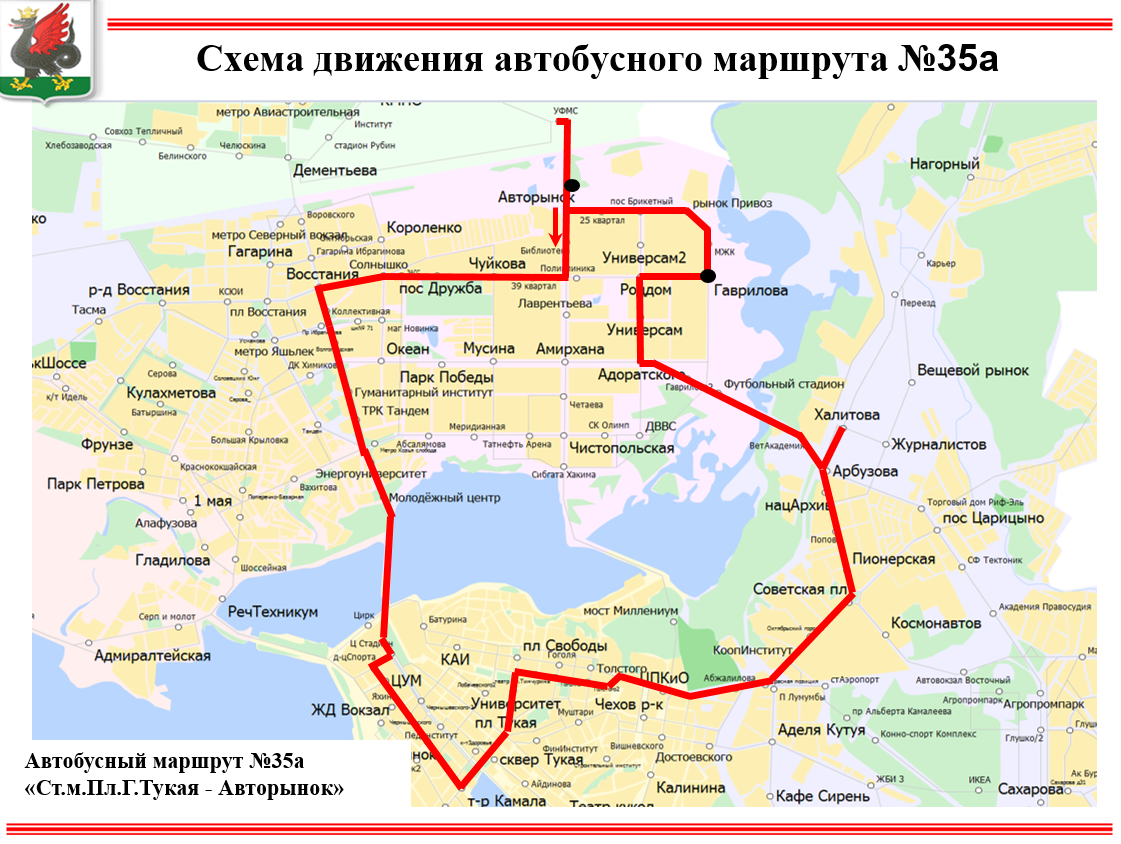 Схема движения автобусного маршрута №35а
УФМС
метро Авиастроительная
Институт
Совхоз Тепличный
Хлебозаводская
Челюскина
стадион Рубин
Белинского
Нагорный
Дементьева
Авторынок
пос Брикетный
рынок Привоз
ко
Воровского
25 квартал
Короленко
метро Северный вокзал
Гагарина
Гагарина Ибрагимова
Библиотека
МЖК
Солнышко
Чуйкова
Универсам2
Карьер
Восстания
Поликлиника
р-д Восстания
КСЮИ
пос Дружба
39 квартал
Роддом
Гаврилова
Тасма
пл Восстания
Коллективная
Лаврентьева
Переезд
маг Новинка
Универсам
метро Яшьлек
Океан
Мусина
Амирхана
ькШоссе
ДК Химиков
Серова
Парк Победы
Адоратского
Вещевой рынок
Футбольный стадион
Кулахметова
Гуманитарный институт
к/т Идель
Серова
Четаева
Батыршина
ТРК Тандем
Халитова
Меридианная
СК Олимп
ДВВС
Фрунзе
Большая Крыловка
Абсалямова
Татнефть Арена
Чистопольская
ВетАкадемия
Журналистов
Краснококшайская
Энергоуниверситет
Сибгата Хакима
Арбузова
Парк Петрова
Вахитова
1 мая
Молодёжный центр
нацАрхив
Торговый дом Риф-Эль
Алафузова
пос Царицыно
Попова
Гладилова
Шоссейная
Пионерская
СФ Тектоник
Советская пл
РечТехникум
мост Миллениум
Академия Правосудия
Серп и молот
Цирк
Батурина
Космонавтов
Адмиралтейская
Ц Стадион
пл Свободы
КоопИнститут
д-цСпорта
КАИ
Гоголя
Толстого
ЦУМ
ЦПКиО
Абжалилова
стАэропорт
Автовокзал Восточный
ЖД Вокзал
Университет
Чехов р-к
П Лумумбы
Агропромпарк
Агропромпарк
пл Тукая
Муштари
пр Альберта Камалеева
Аделя Кутуя
Вишневского
Конно-спорт Комплекс
Глушко/2
ФинИнститут
сквер Тукая
Достоевского
Айдинова
Калинина
ЖБИ 3
ИКЕА
Сахарова
т-р Камала
Кафе Сирень
Театр кукол
Автобусный маршрут №35а
«Ст.м.Пл.Г.Тукая - Авторынок»